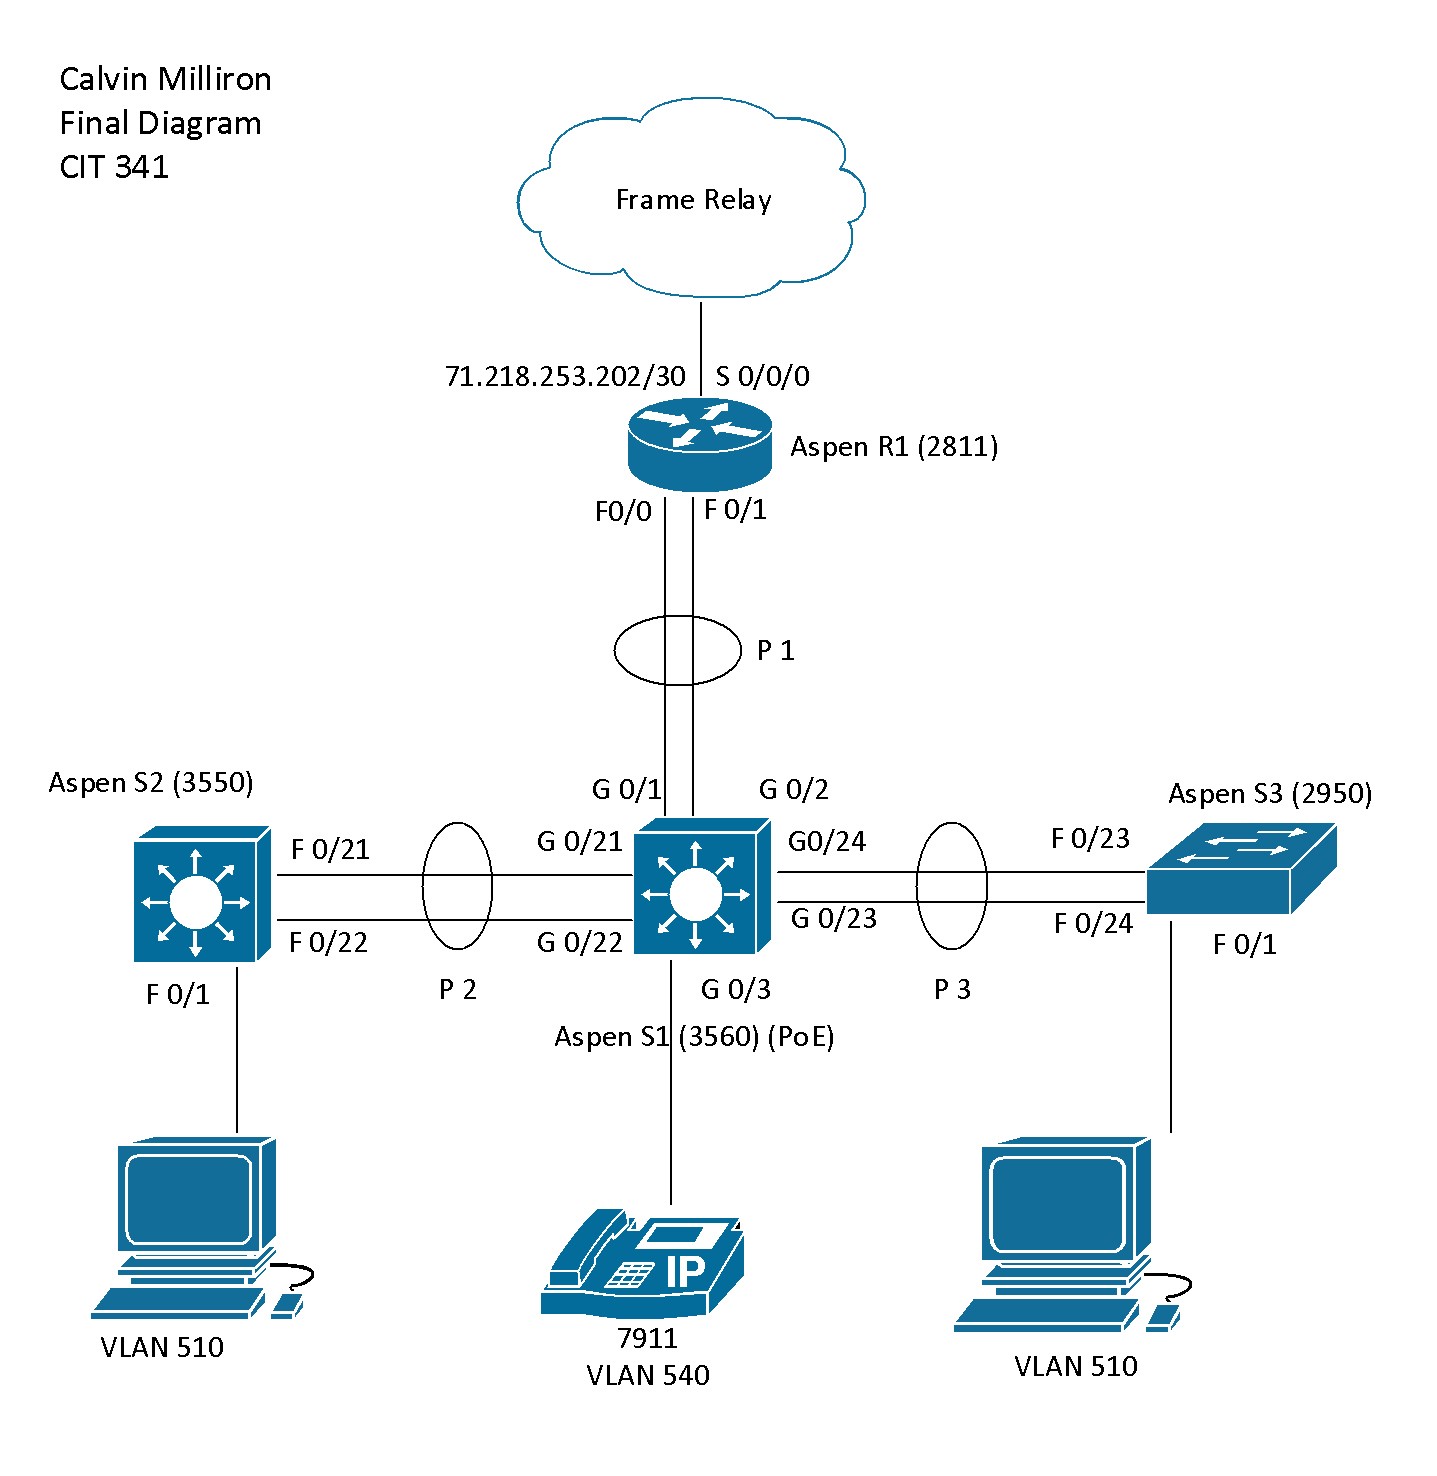 Calvin Milliron
Final Diagram
CIT 341
Frame Relay
71.218.253.202/30
S 0/0/0
Aspen R1 (2811)
F0/0
F 0/1
P 1
Aspen S2 (3550)
G 0/1
G 0/2
Aspen S3 (2950)
F 0/21
G 0/21
G0/24
F 0/23
F 0/22
G 0/22
G 0/23
F 0/24
F 0/1
F 0/1
P 2
G 0/3
P 3
Aspen S1 (3560) (PoE)
IP
7911
VLAN 510
VLAN 540
VLAN 510